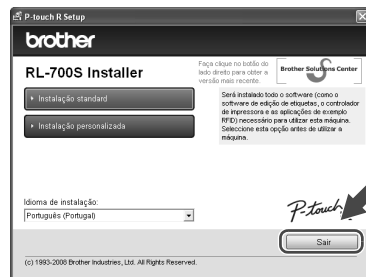 P-touch R Setup
brother
RL-700S Installer
Faça clique no botão do
lado direto para obter a
versão mais recente.
Brother Solutions Center
Instalação standard
Instalação personalizada
Será instalado todo o software (como o
software de edição de etiquetas, o controlador
de impressora e as aplicações de exemplo
RFID) necessário para utilizar esta máquina.
Seleccione esta opção antes de utilizar a
máquina.
Idioma de instalação:
Português (Portugal)
P-touch
Sair
(c) 1993-2008 Brother Industries, Ltd. All Rights Reserved.